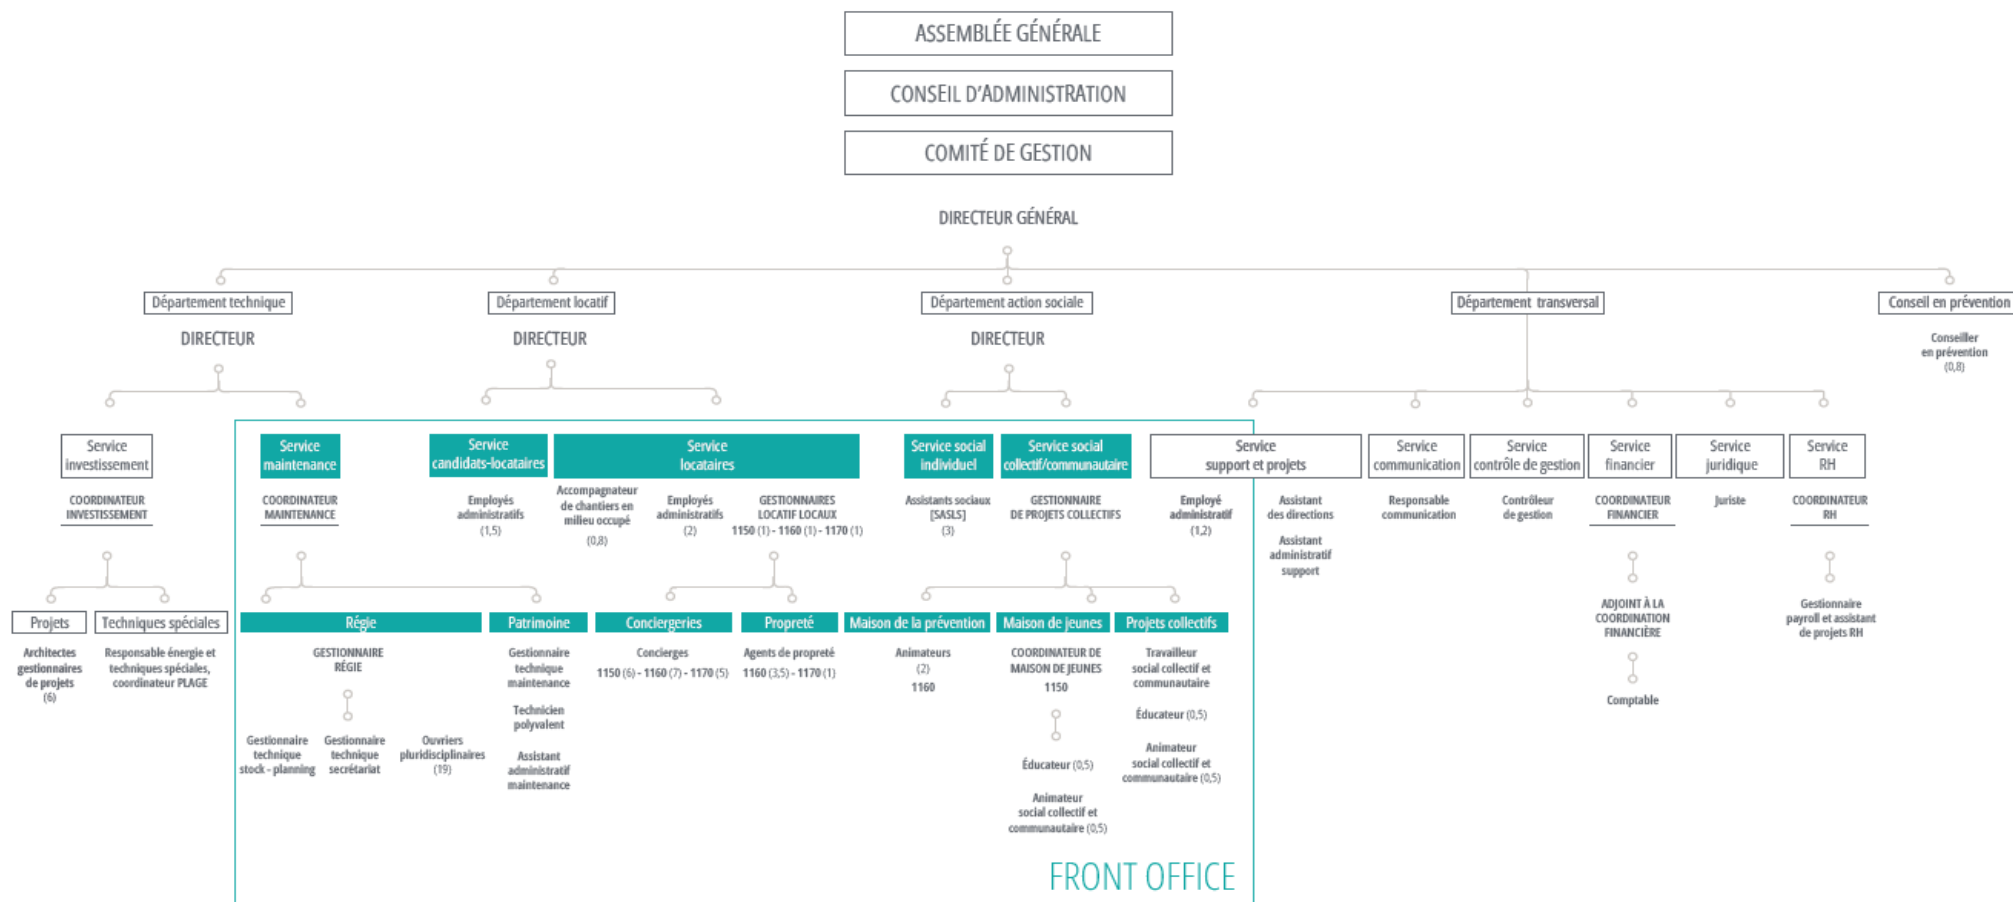 ASSEMBLÉE GÉNÉRALE
CONSEIL D'ADMINISTRATION
COMITÉ DE GESTION
DIRECTEUR GÉNÉRAL
Département technique
DIRECTEUR
Département locatif
DIRECTEUR
Département action sociale
DIRECTEUR
Département transversal
Conseil en prévention
Conseiller
en prévention
(0,8)
Service
investissement
COORDINATEUR
INVESTISSEMENT
Service
maintenance
COORDINATEUR
MAINTENANCE
Service
candidats-locataires
Employés
administratifs
(1,5)
Service
locataires
Accompagnateur
de chantiers en
milieu occupé
(0,8)
Employés
administratifs
(2)
GESTIONNAIRES
LOCATIF LOCAUX
1150 (1) - 1160 (1) - 1170 (1)
Service social
individuel
Assistants sociaux
[SASLS]
(3)
Service social
collectif/communautaire
GESTIONNAIRE
DE PROJETS COLLECTIFS
Service
support et projets
Employé
administratif
(1,2)
Assistant
des directions
Assistant
administratif
support
Service
communication
Responsable
communication
Service
contrôle de gestion
Contrôleur
de gestion
Service
financier
COORDINATEUR
FINANCIER
Service
juridique
Juriste
Service
RH
COORDINATEUR
RH
Projets
Architectes
gestionnaires
de projets
(6)
Techniques spéciales
Responsable énergie et
techniques spéciales,
coordinateur PLAGE
Régie
GESTIONNAIRE
RÉGIE
Gestionnaire
technique
stock - planning
Gestionnaire
technique
secrétariat
Ouvriers
pluridisciplinaires
(19)
Patrimoine
Gestionnaire
technique
maintenance
Technicien
polyvalent
Assistant
administratif
maintenance
Conciergeries
Concierges
1150 (6) - 1160 (7) - 1170 (5)
Propreté
Agents de propreté
1160 (3,5) - 1170 (1)
Maison de la prévention
Animateurs
(2)
1160
Maison de jeunes
COORDINATEUR DE
MAISON DE JEUNES
1150
Éducateur (0,5)
Animateur
social collectif et
communautaire (0,5)
Projets collectifs
Travailleur
social collectif et
communautaire
Éducateur (0,5)
Animateur
social collectif et
communautaire (0,5)
ADJOINT À LA
COORDINATION
FINANCIÈRE
Comptable
Gestionnaire
payroll et assistant
de projets RH
FRONT OFFICE